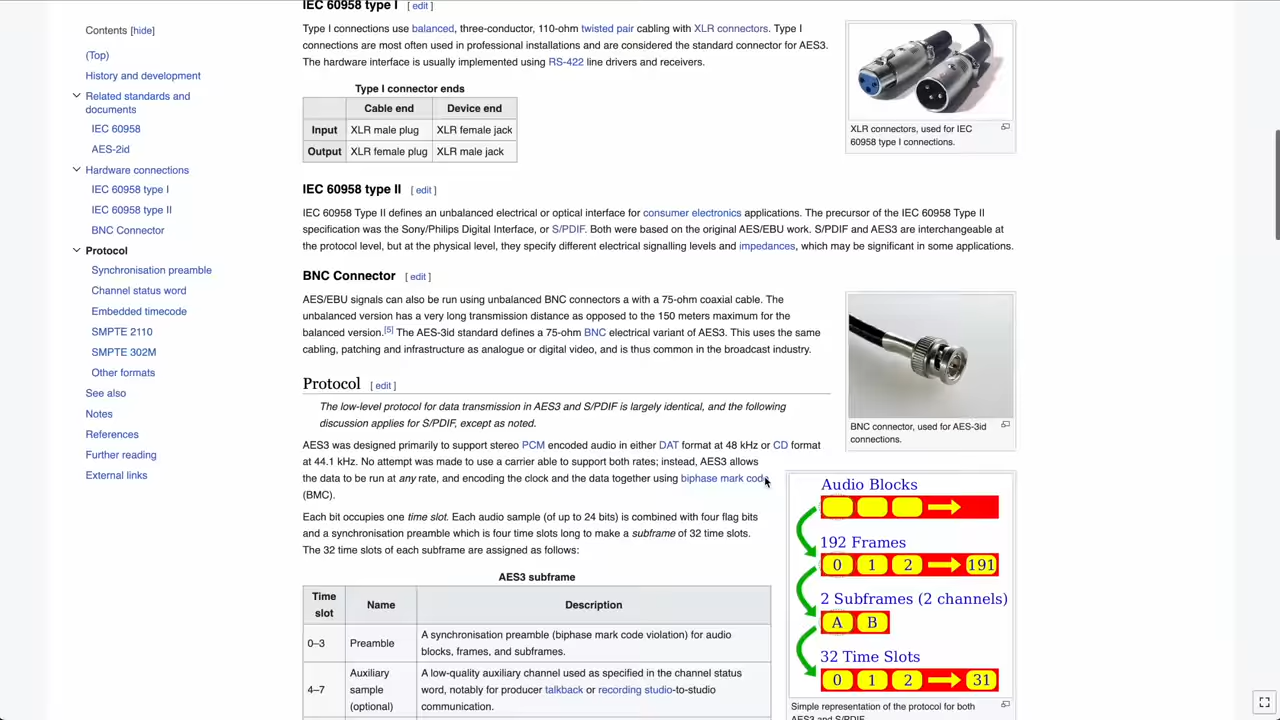 Contents [hide]
(Top)
History and development
Related standards and
documents
IEC 60958
AES-2id
Hardware connections
IEC 60958 type I
IEC 60958 type II
BNC Connector
Protocol
Synchronisation preamble
Channel status word
Embedded timecode
SMPTE 2110
SMPTE 302M
Other formats
See also
Notes
References
Further reading
External links
IEC 60958 type I [ edit ]
Type I connections use balanced, three-conductor, 110-ohm twisted pair cabling with XLR connectors. Type I
connections are most often used in professional installations and are considered the standard connector for AES3.
The hardware interface is usually implemented using RS-422 line drivers and receivers.
Type I connector ends
Cable end Device end
Input XLR male plug XLR female jack
Output XLR female plug XLR male jack
XLR connectors, used for IEC
60958 type I connections.
IEC 60958 type II [ edit ]
IEC 60958 Type II defines an unbalanced electrical or optical interface for consumer electronics applications. The precursor of the IEC 60958 Type II
specification was the Sony/Philips Digital Interface, or S/PDIF. Both were based on the original AES/EBU work. S/PDIF and AES3 are interchangeable at
the protocol level, but at the physical level, they specify different electrical signalling levels and impedances, which may be significant in some applications.
BNC Connector [ edit ]
AES/EBU signals can also be run using unbalanced BNC connectors a with a 75-ohm coaxial cable. The
unbalanced version has a very long transmission distance as opposed to the 150 meters maximum for the
balanced version.[5] The AES-3id standard defines a 75-ohm BNC electrical variant of AES3. This uses the same
cabling, patching and infrastructure as analogue or digital video, and is thus common in the broadcast industry.
BNC connector, used for AES-3id
connections.
Protocol [ edit ]
The low-level protocol for data transmission in AES3 and S/PDIF is largely identical, and the following
discussion applies for S/PDIF, except as noted.
AES3 was designed primarily to support stereo PCM encoded audio in either DAT format at 48 kHz or CD format
at 44.1 kHz. No attempt was made to use a carrier able to support both rates; instead, AES3 allows
the data to be run at any rate, and encoding the clock and the data together using biphase mark code
(BMC).
Each bit occupies one time slot. Each audio sample (of up to 24 bits) is combined with four flag bits
and a synchronisation preamble which is four time slots long to make a subframe of 32 time slots.
The 32 time slots of each subframe are assigned as follows:
AES3 subframe
Time
slot
Name
Description
0–3
Preamble
A synchronisation preamble (biphase mark code violation) for audio
blocks, frames, and subframes.
4–7
Auxiliary
sample
(optional)
A low-quality auxiliary channel used as specified in the channel status
word, notably for producer talkback or recording studio-to-studio
communication.
Audio Blocks
192 Frames
0 1 2 191
2 Subframes (2 channels)
A B
32 Time Slots
0 1 2 31
Simple representation of the protocol for both
AES3 and S/PDIF